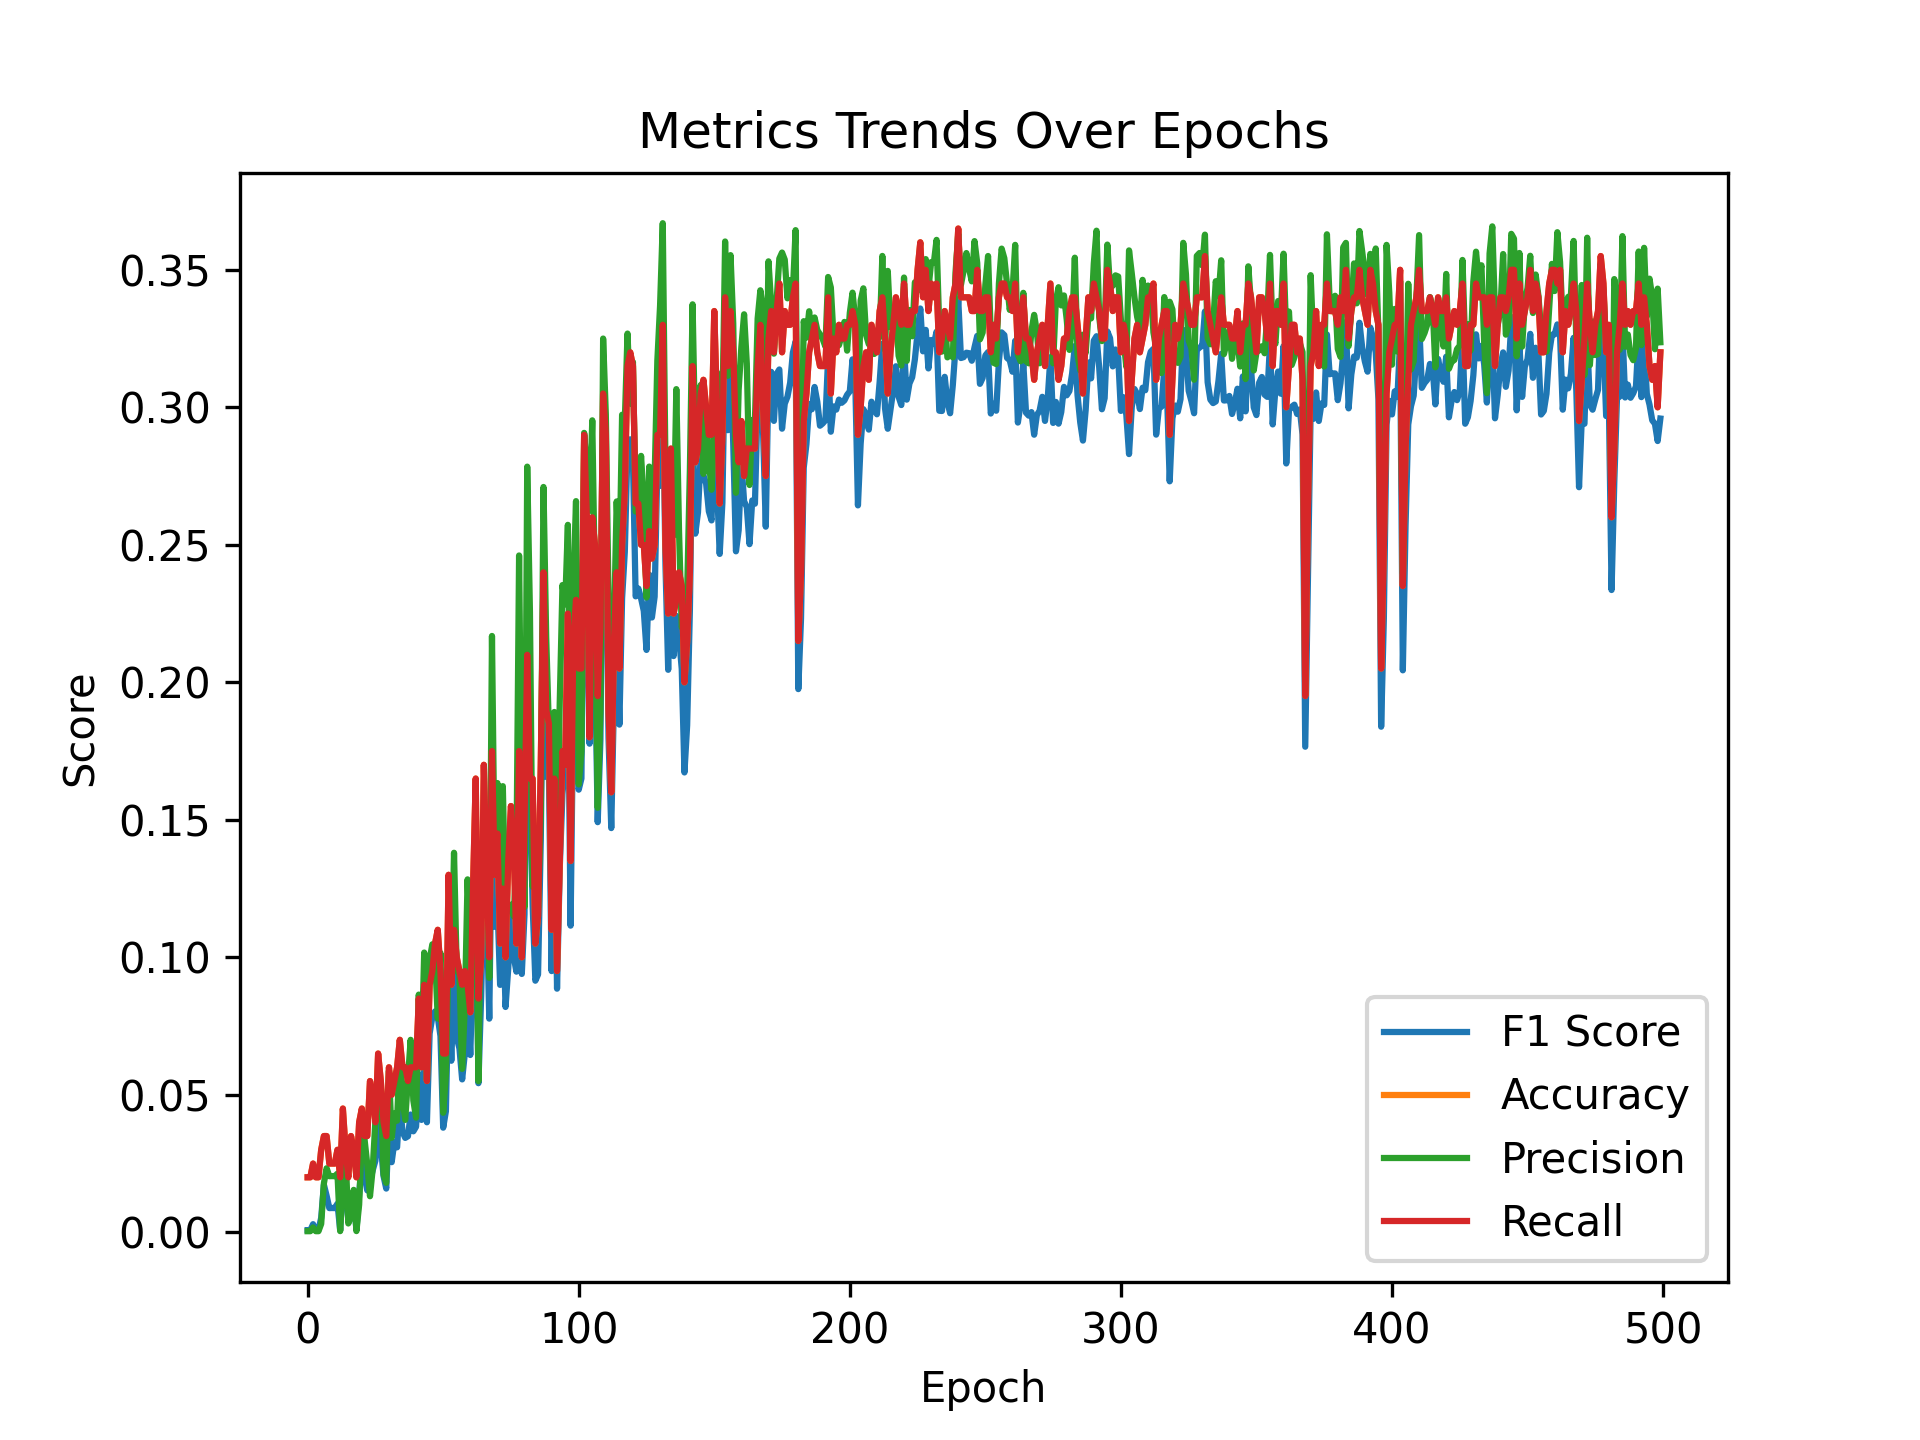 Metrics Trends Over Epochs
0.35
0.30
0.25
0.20
0.15
0.10
0.05
0.00
Score
0 100 200 300 400 500
Epoch
F1 Score
Accuracy
Precision
Recall